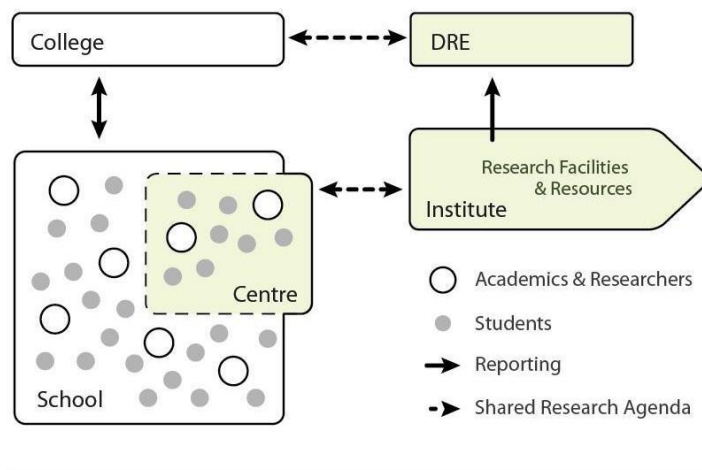 College
DRE
Research Facilities
& Resources
Institute
Centre
School
Academics & Researchers
Students
Reporting
Shared Research Agenda